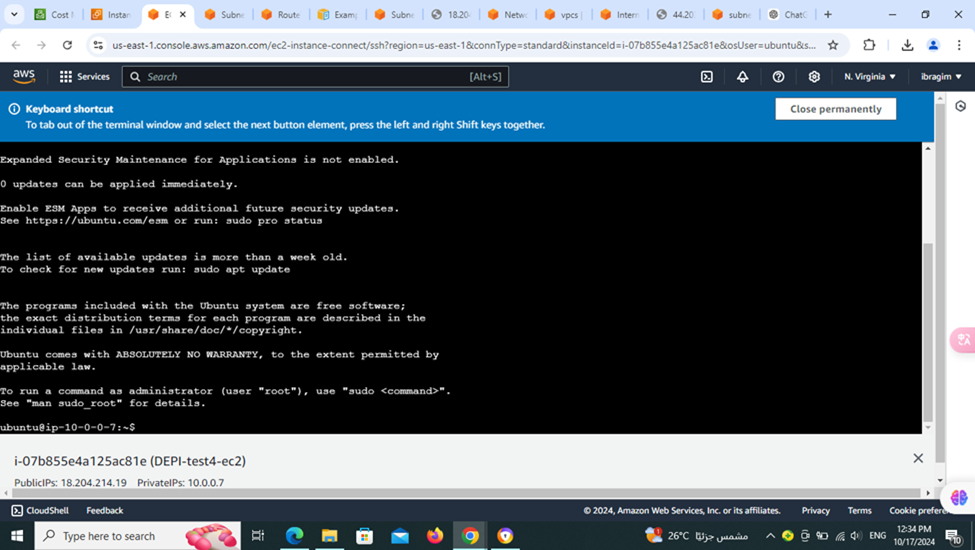 Cost M
Instan
E
Subne
Route
Examp
Subne
18.204
Netwo
vpcs |
Intern
44.203
subne
ChatG
us-east-1.console.aws.amazon.com/ec2-instance-connect/ssh?region=us-east-1&connType=standard&instanceId=i-07b855e4a125ac81e&osUser=ubuntu&s...
aws
Services
Search
[Alt+S]
N. Virginia
ibragim
Keyboard shortcut
To tab out of the terminal window and select the next button element, press the left and right Shift keys together.
Close permanently
Expanded Security Maintenance for Applications is not enabled.
0 updates can be applied immediately.
Enable ESM Apps to receive additional future security updates.
See https://ubuntu.com/esm or run: sudo pro status
The list of available updates is more than a week old.
To check for new updates run: sudo apt update
The programs included with the Ubuntu system are free software;
the exact distribution terms for each program are described in the
individual files in /usr/share/doc/*/copyright.
Ubuntu comes with ABSOLUTELY NO WARRANTY, to the extent permitted by
applicable law.
To run a command as administrator (user "root"), use "sudo <command>".
See "man sudo_root" for details.
ubuntu@ip-10-0-0-7:~$
i-07b855e4a125ac81e (DEPI-test4-ec2)
PublicIPs: 18.204.214.19 PrivateIPs: 10.0.0.7
CloudShell
Feedback
© 2024, Amazon Web Services, Inc. or its affiliates.
Privacy
Terms
Cookie prefere
Type here to search
26°C
مشمس جزئيًا
ENG
12:34 PM
10/17/2024
10